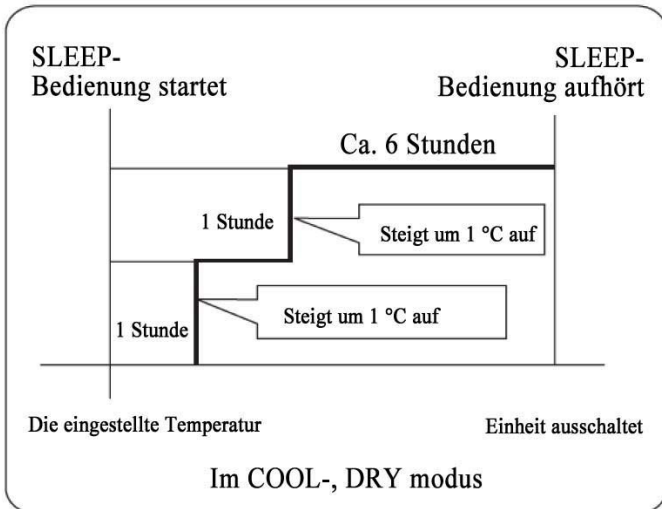 SLEEP-
Bedienung startet
SLEEP-
Bedienung aufhört
Ca. 6 Stunden
1 Stunde
Steigt um 1 °C auf
1 Stunde
Steigt um 1 °C auf
Die eingestellte Temperatur
Einheit ausschaltet
Im COOL-, DRY modus